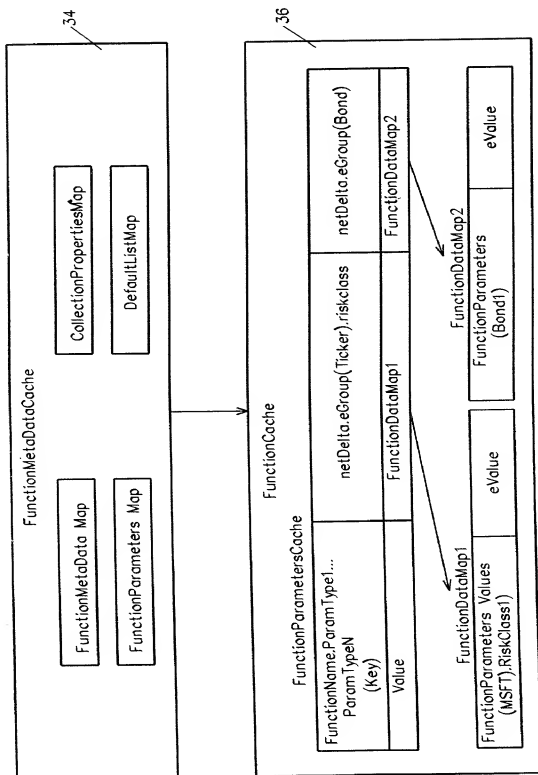 34
FunctionMetaDataCache
FunctionMetaData Map
CollectionPropertiesMap
FunctionParameters Map
DefaultListMap
36
FunctionCache
FunctionParametersCache
FunctionName.ParamType1...
ParamTypeN
(Key)
netDelta.eGroup(Ticker).riskclass
netDelta.eGroup(Bond)
Value
FunctionDataMap1
FunctionDataMap2
FunctionDataMap1
FunctionParameters Values
(MSFT).RiskClass1)
eValue
FunctionDataMap2
FunctionParameters
(Bond1)
eValue